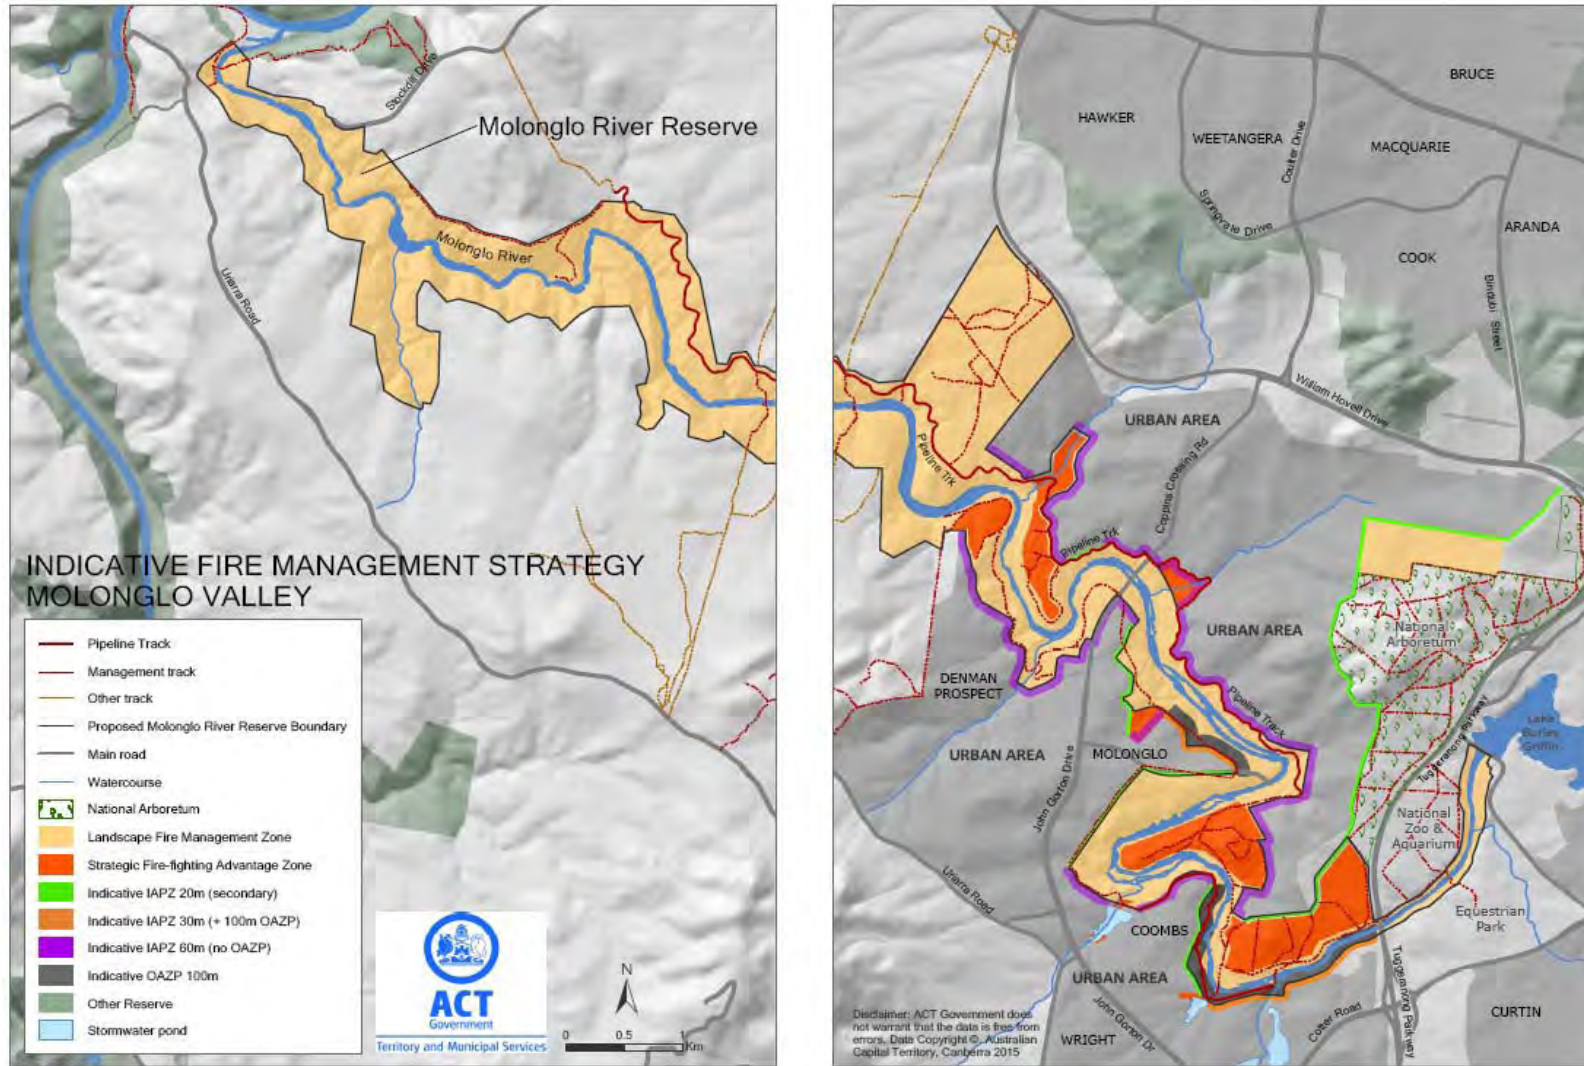 Stockdill Drive
Molonglo River Reserve
Molonglo River
Uriarra Road
INDICATIVE FIRE MANAGEMENT STRATEGY
MOLONGLO VALLEY
Pipeline Track
Management track
Other track
Proposed Molonglo River Reserve Boundary
Main road
Watercourse
National Arboretum
Landscape Fire Management Zone
Strategic Fire-fighting Advantage Zone
Indicative IAPZ 20m (secondary)
Indicative IAPZ 30m (+ 100m OAZP)
Indicative IAPZ 60m (no OAZP)
Indicative OAZP 100m
Other Reserve
Stormwater pond
ACT
Government
Territory and Municipal Services
N
0 0.5 1
Km
BRUCE
HAWKER
WEETANGERA
Coulter Drive
MACQUARIE
Springvale Drive
ARANDA
COOK
Bindubi Street
William Hovell Drive
URBAN AREA
Pipeline Trk
Coppins Crossing Rd
Pipeline Trk
National
Arboretum
URBAN AREA
DENMAN
PROSPECT
Pipeline Track
Tuggeranong Parkway
Lake
Burley
Griffin
URBAN AREA
MOLONGLO
John Gorton Drive
National
Zoo &
Aquarium
Uriarra Road
Equestrian
Park
COOMBS
URBAN AREA
Tuggeranong Parkway
John Gorton Dr
Cotter Road
CURTIN
WRIGHT
Disclaimer: ACT Government does
not warrant that the data is free from
errors. Data Copyright ©. Australian
Capital Territory, Canberra 2015